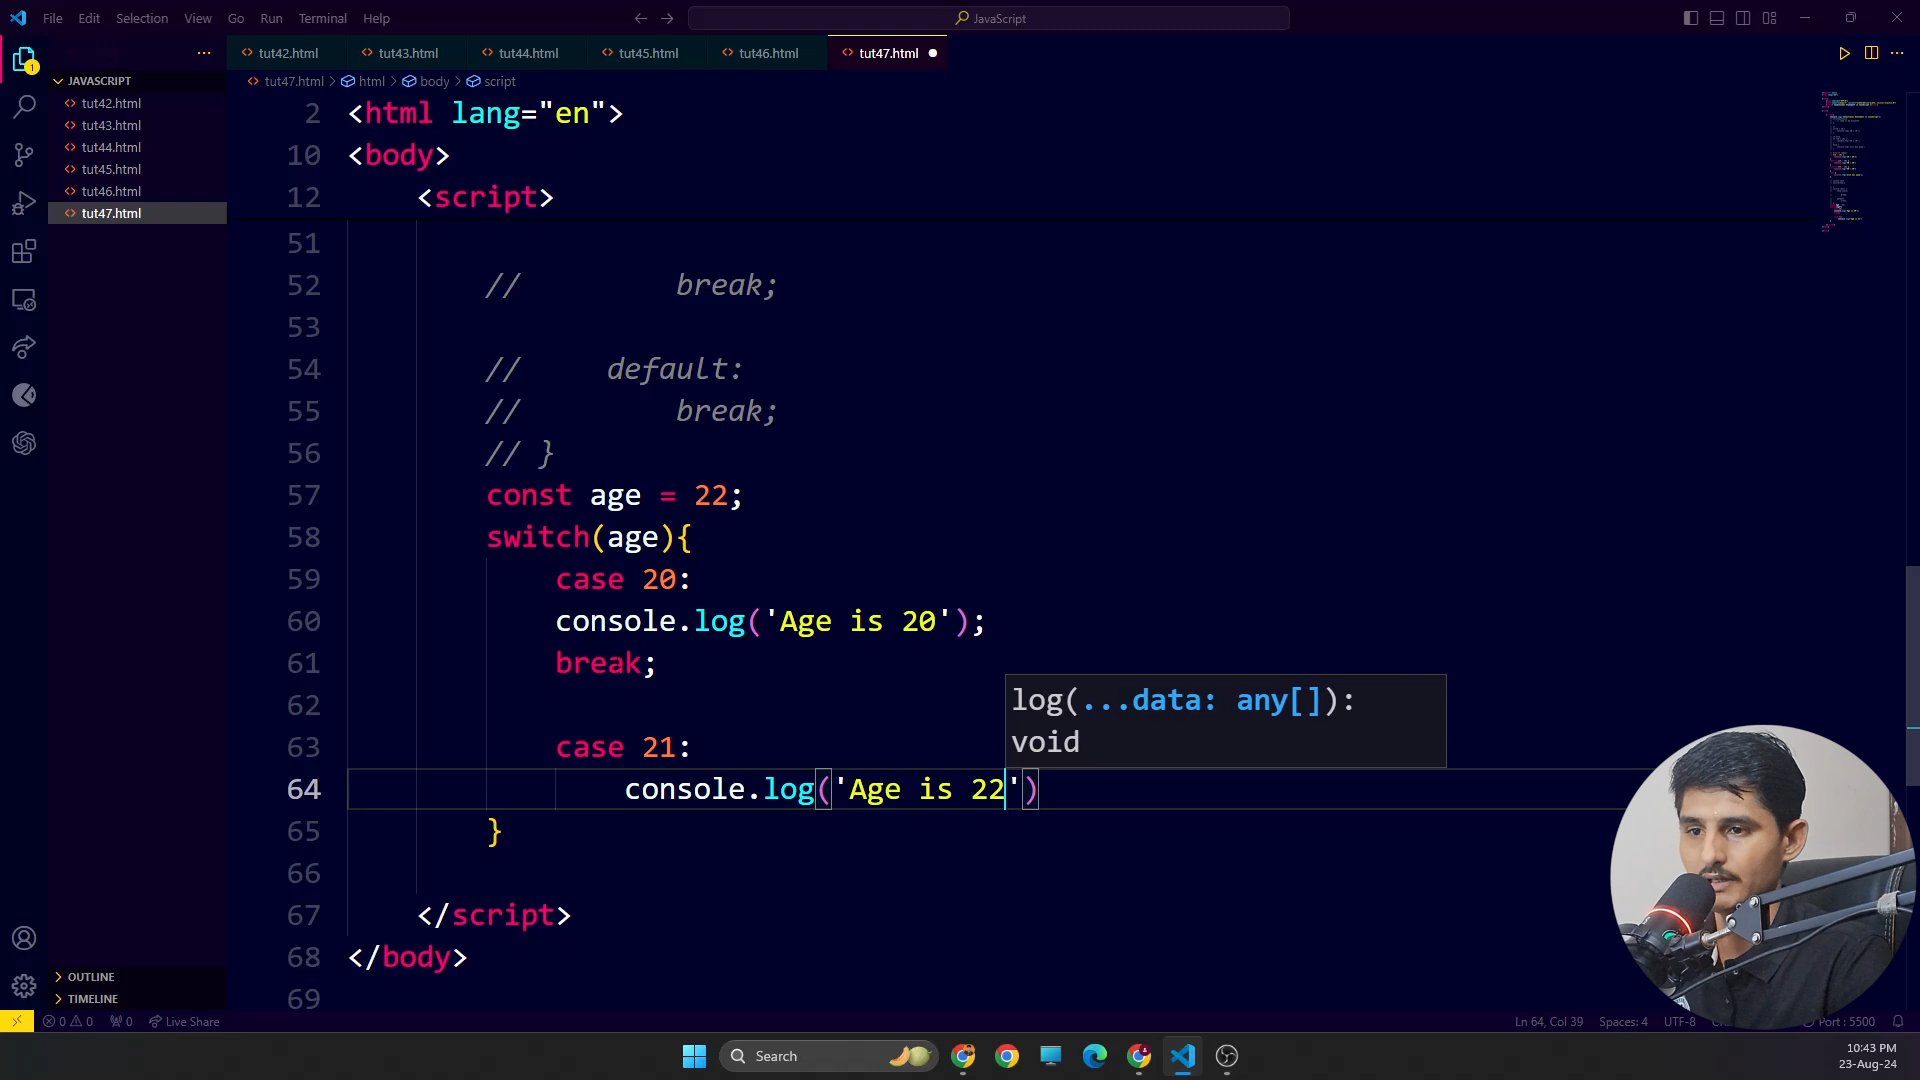 File Edit Selection View Go Run Terminal Help
JavaScript
tut42.html tut43.html tut44.html tut45.html tut46.html tut47.html
JAVASCRIPT
tut42.html
tut43.html
tut44.html
tut45.html
tut46.html
tut47.html
OUTLINE
TIMELINE
1
tut47.html > html > body > script
2 <html lang="en">
10 <body>
12 <script>
51
52 // break;
53
54 // default:
55 // break;
56 // }
57 const age = 22;
58 switch(age){
59 case 20:
60 console.log('Age is 20');
61 break;
62
63 case 21:
64 console.log('Age is 22')
65 }
66
67 </script>
68 </body>
69
log(...data: any[]):
void
0 0 0 Live Share
Ln 64, Col 39 Spaces: 4 UTF-8 Port : 5500
Search
10:43 PM
23-Aug-24